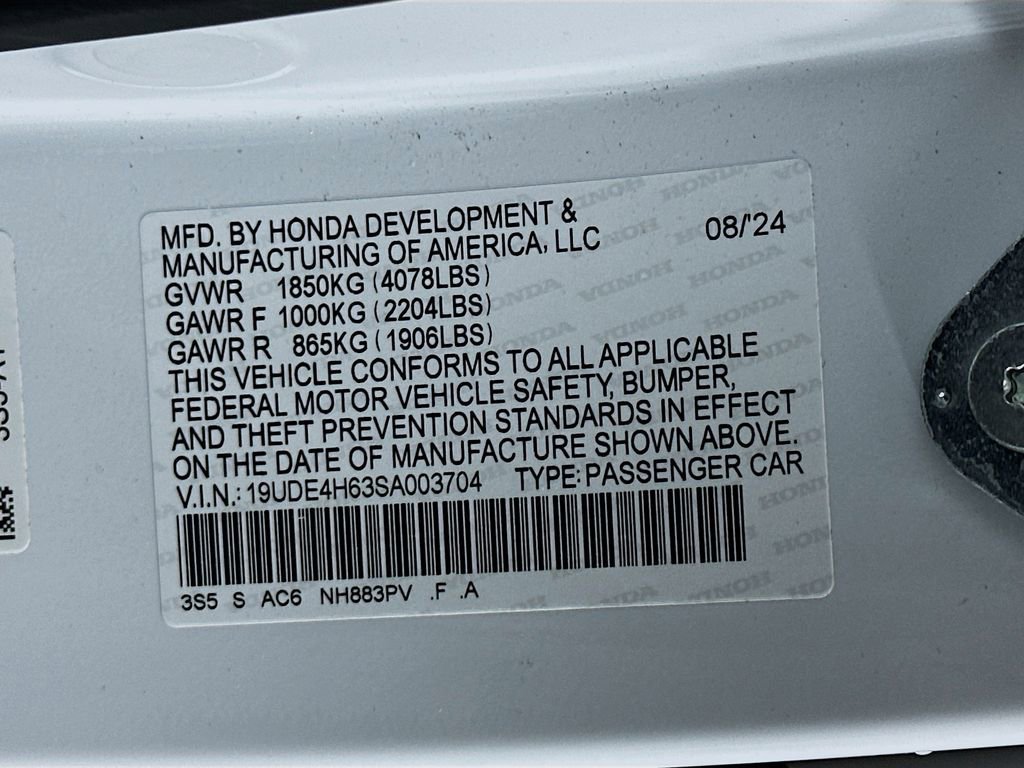 MFD. BY HONDA DEVELOPMENT &
MANUFACTURING OF AMERICA, LLC 08/'24
GVWR 1850KG (4078LBS)
GAWR F 1000KG (2204LBS)
GAWR R 865KG (1906LBS)
THIS VEHICLE CONFORMS TO ALL APPLICABLE
FEDERAL MOTOR VEHICLE SAFETY, BUMPER,
AND THEFT PREVENTION STANDARDS IN EFFECT
ON THE DATE OF MANUFACTURE SHOWN ABOVE.
V.I.N.: 19UDE4H63SA003704 TYPE: PASSENGER CAR
3S5 S AC6 NH883PV .F .A